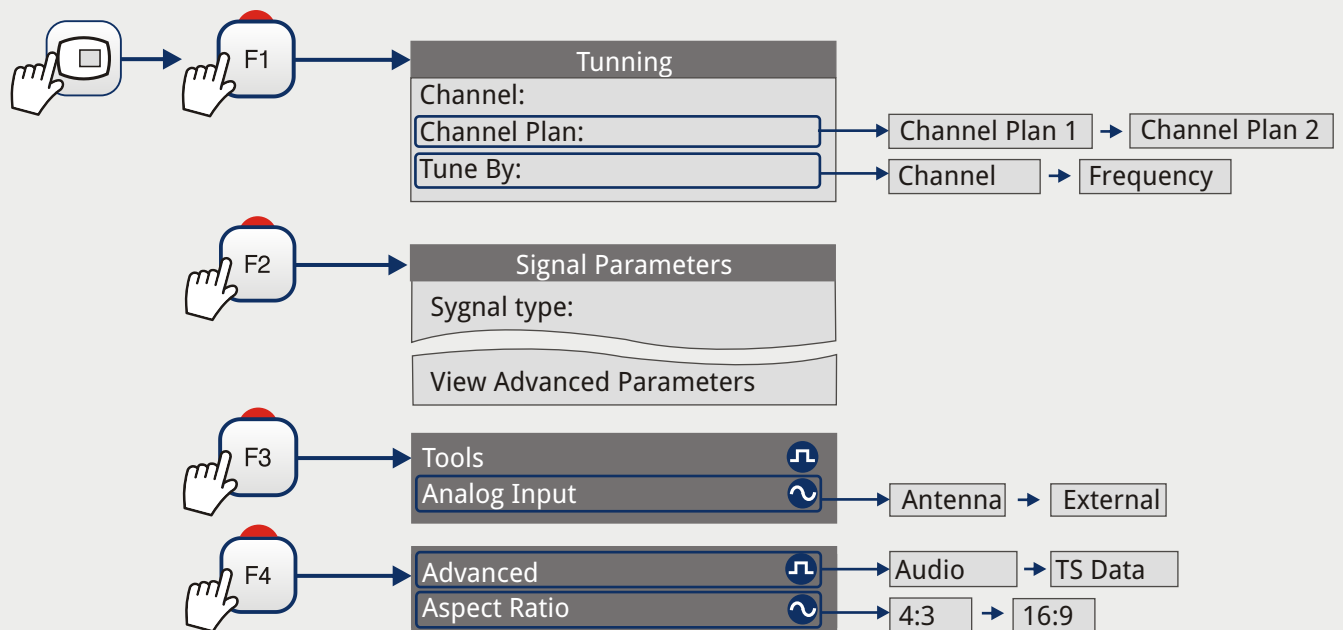 F1
Tunning
Channel:
Channel Plan:
Channel Plan 1
Channel Plan 2
Tune By:
Channel
Frequency
F2
Signal Parameters
Sygnal type:
View Advanced Parameters
F3
Tools
Analog Input
Antenna
External
F4
Advanced
Audio
TS Data
Aspect Ratio
4:3
16:9